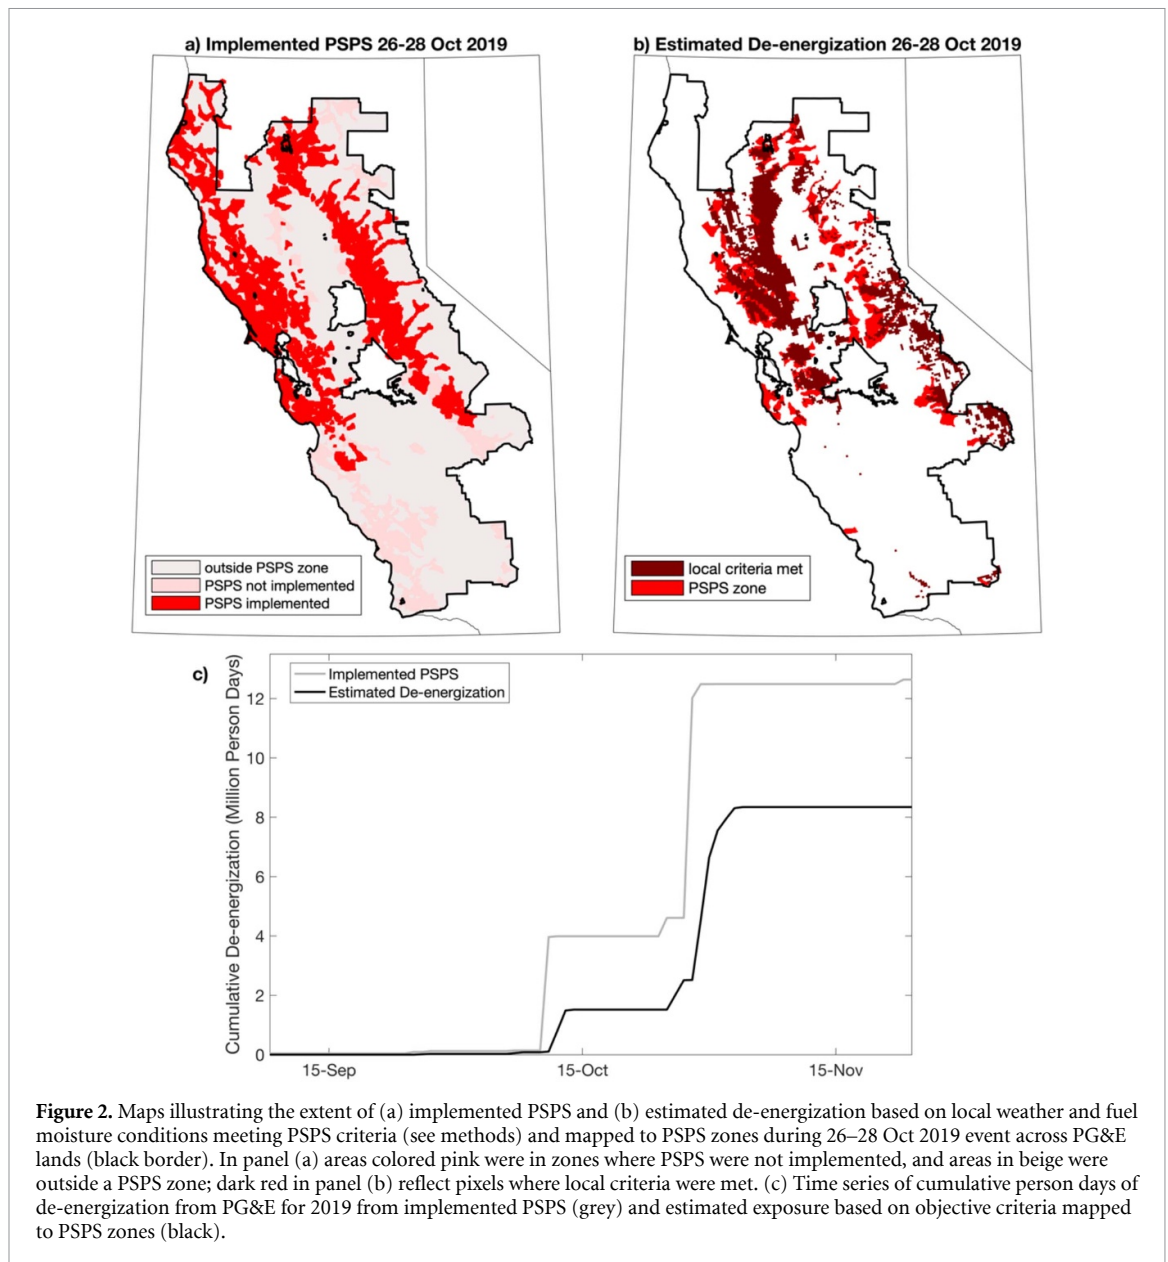 a) Implemented PSPS 26-28 Oct 2019
b) Estimated De-energization 26-28 Oct 2019
outside PSPS zone
PSPS not implemented
PSPS implemented
local criteria met
PSPS zone
c)
Implemented PSPS
Estimated De-energization
Cumulative De-energization (Million Person Days)
12
10
8
6
4
2
0
15-Sep
15-Oct
15-Nov
Figure 2. Maps illustrating the extent of (a) implemented PSPS and (b) estimated de-energization based on local weather and fuel
moisture conditions meeting PSPS criteria (see methods) and mapped to PSPS zones during 26–28 Oct 2019 event across PG&E
lands (black border). In panel (a) areas colored pink were in zones where PSPS were not implemented, and areas in beige were
outside a PSPS zone; dark red in panel (b) reflect pixels where local criteria were met. (c) Time series of cumulative person days of
de-energization from PG&E for 2019 from implemented PSPS (grey) and estimated exposure based on objective criteria mapped
to PSPS zones (black).